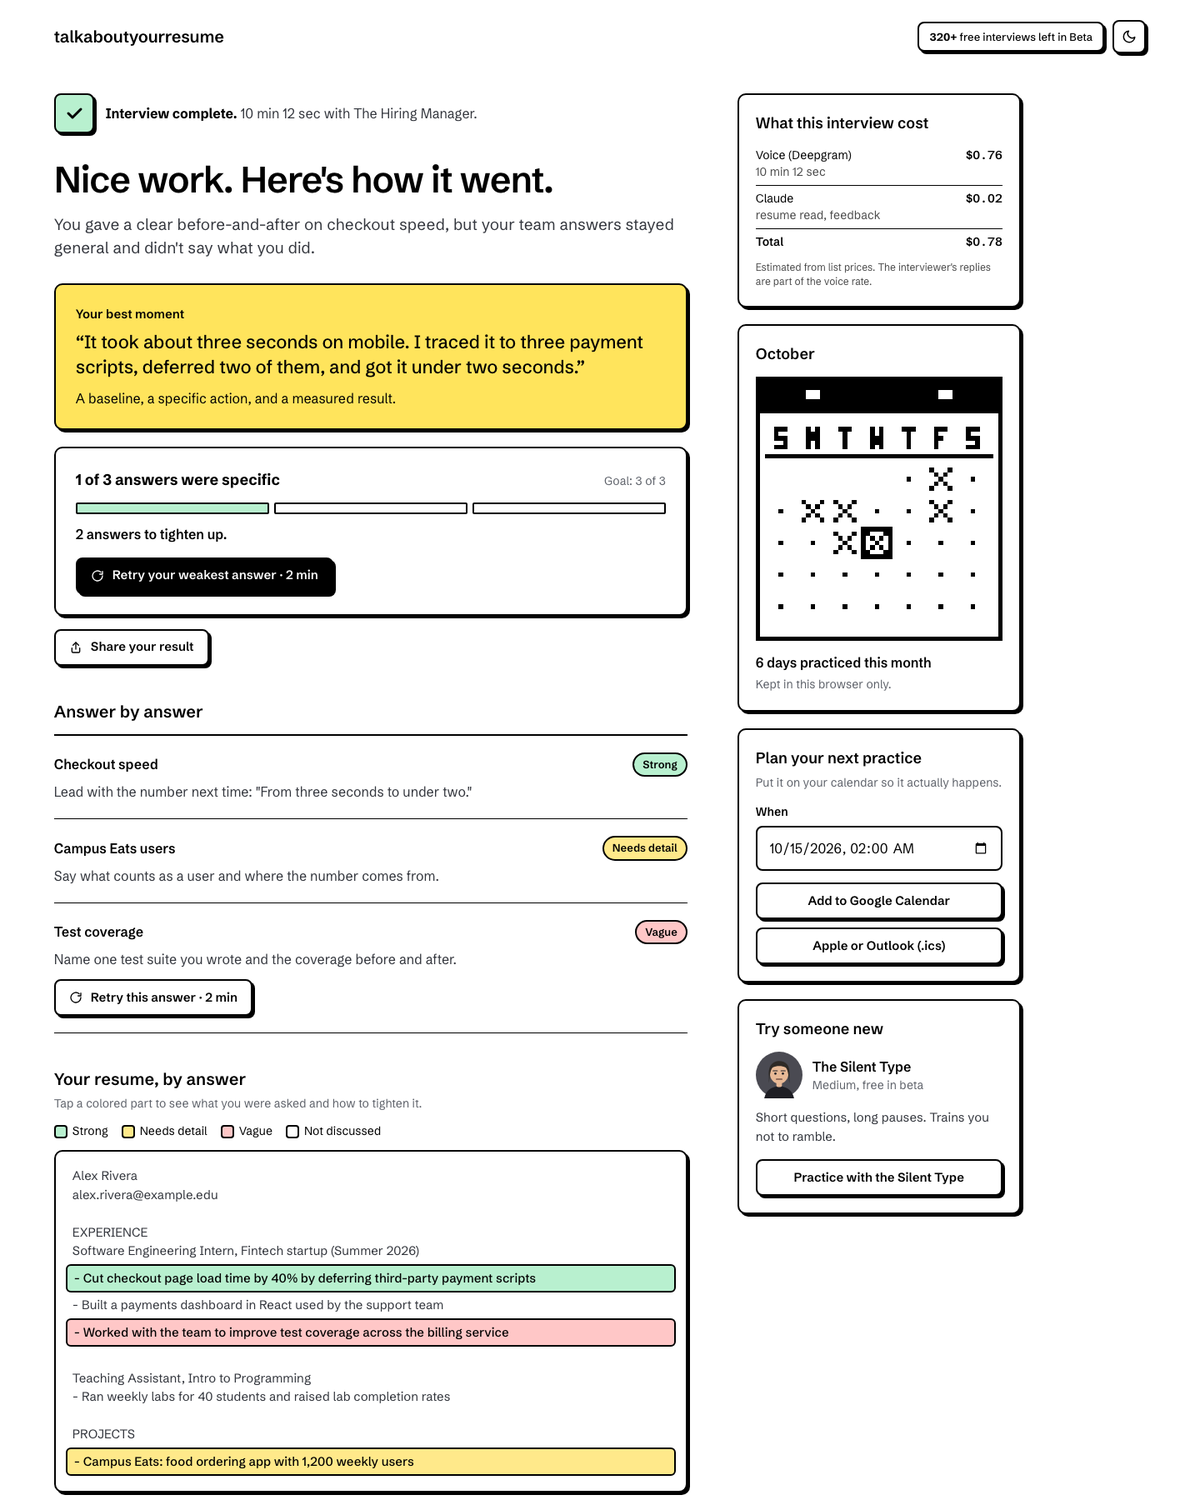 talkaboutyourresume
320+ free interviews left in Beta
Interview complete. 10 min 12 sec with The Hiring Manager.
Nice work. Here's how it went.
You gave a clear before-and-after on checkout speed, but your team answers stayed
general and didn't say what you did.
Your best moment
“It took about three seconds on mobile. I traced it to three payment
scripts, deferred two of them, and got it under two seconds.”
A baseline, a specific action, and a measured result.
1 of 3 answers were specific
Goal: 3 of 3
2 answers to tighten up.
Retry your weakest answer · 2 min
Share your result
Answer by answer
Checkout speed
Strong
Lead with the number next time: "From three seconds to under two."
Campus Eats users
Needs detail
Say what counts as a user and where the number comes from.
Test coverage
Vague
Name one test suite you wrote and the coverage before and after.
Retry this answer · 2 min
Your resume, by answer
Tap a colored part to see what you were asked and how to tighten it.
Strong Needs detail Vague Not discussed
Alex Rivera
alex.rivera@example.edu
EXPERIENCE
Software Engineering Intern, Fintech startup (Summer 2026)
- Cut checkout page load time by 40% by deferring third-party payment scripts
- Built a payments dashboard in React used by the support team
- Worked with the team to improve test coverage across the billing service
Teaching Assistant, Intro to Programming
- Ran weekly labs for 40 students and raised lab completion rates
PROJECTS
- Campus Eats: food ordering app with 1,200 weekly users
What this interview cost
Voice (Deepgram) $0.76
10 min 12 sec
Claude $0.02
resume read, feedback
Total $0.78
Estimated from list prices. The interviewer's replies
are part of the voice rate.
October
S M T W T F S
6 days practiced this month
Kept in this browser only.
Plan your next practice
Put it on your calendar so it actually happens.
When
10/15/2026, 02:00 AM
Add to Google Calendar
Apple or Outlook (.ics)
Try someone new
The Silent Type
Medium, free in beta
Short questions, long pauses. Trains you
not to ramble.
Practice with the Silent Type